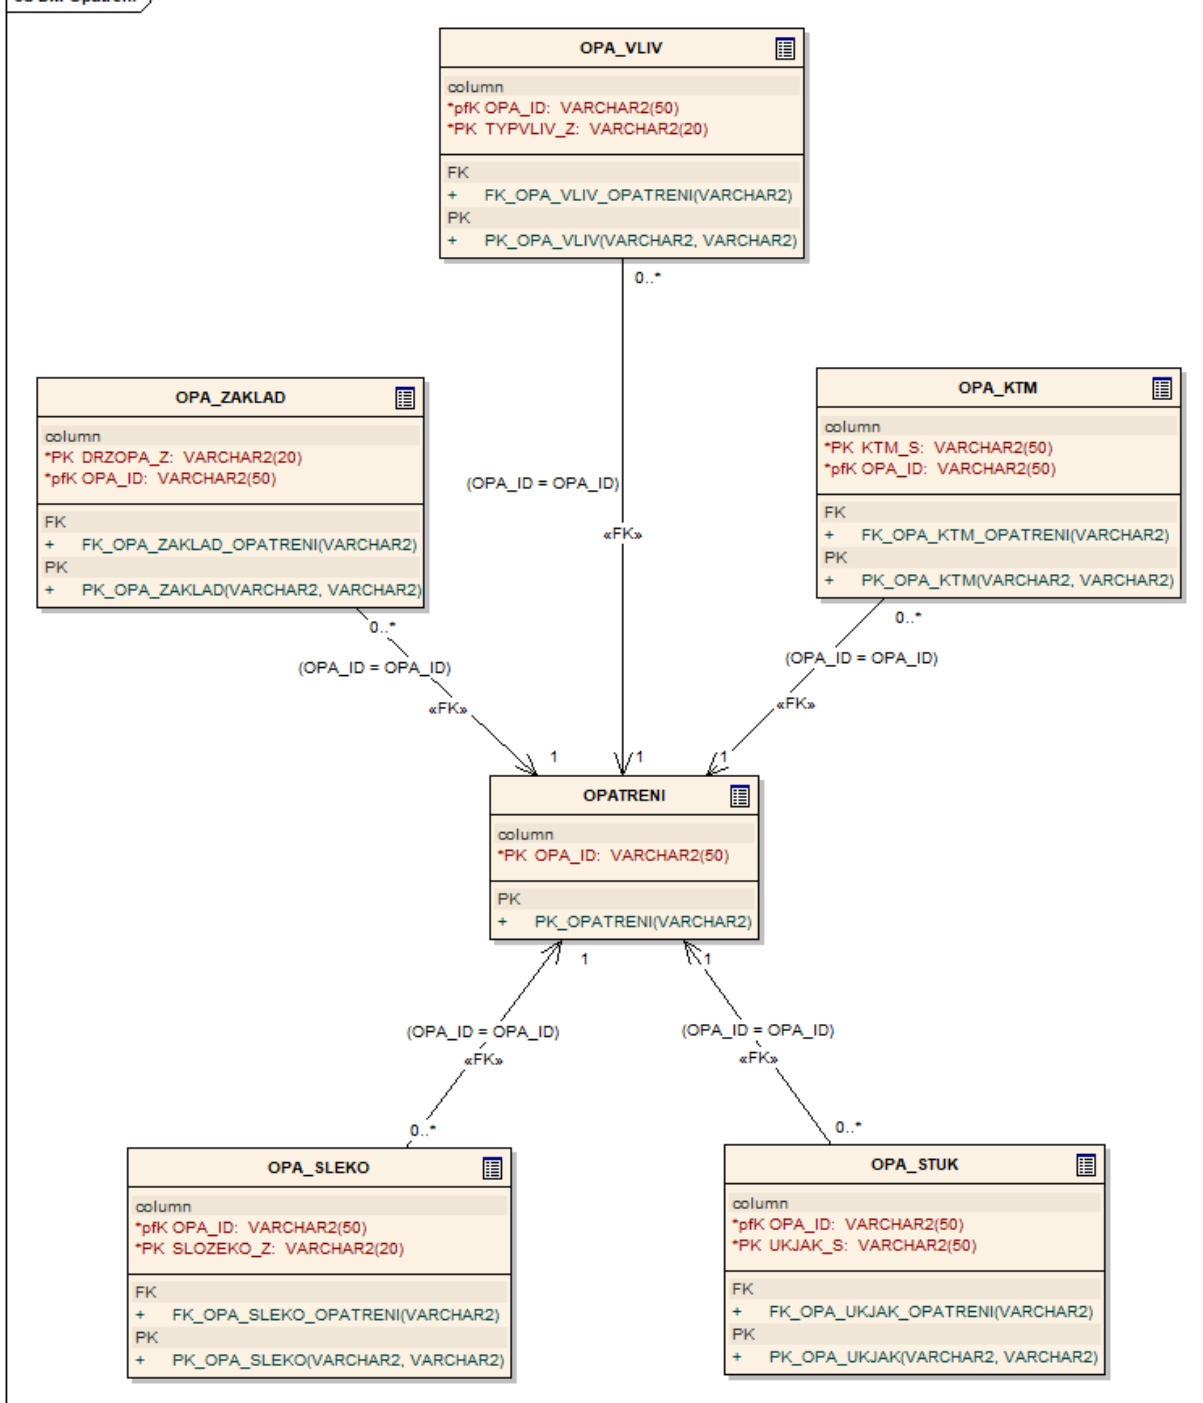 OPA_VLIV
column
*pfK OPA_ID: VARCHAR2(50)
*PK TYPVLIV_Z: VARCHAR2(20)
FK
+ FK_OPA_VLIV_OPATRENI(VARCHAR2)
PK
+ PK_OPA_VLIV(VARCHAR2, VARCHAR2)
0..*
(OPA_ID = OPA_ID)
«FK»
1
OPA_ZAKLAD
column
*PK DRZOPA_Z: VARCHAR2(20)
*pfK OPA_ID: VARCHAR2(50)
FK
+ FK_OPA_ZAKLAD_OPATRENI(VARCHAR2)
PK
+ PK_OPA_ZAKLAD(VARCHAR2, VARCHAR2)
0..*
(OPA_ID = OPA_ID)
«FK»
1
OPA_KTM
column
*PK KTM_S: VARCHAR2(50)
*pfK OPA_ID: VARCHAR2(50)
FK
+ FK_OPA_KTM_OPATRENI(VARCHAR2)
PK
+ PK_OPA_KTM(VARCHAR2, VARCHAR2)
0..*
(OPA_ID = OPA_ID)
«FK»
1
OPATRENI
column
*PK OPA_ID: VARCHAR2(50)
PK
+ PK_OPATRENI(VARCHAR2)
1
(OPA_ID = OPA_ID)
«FK»
0..*
1
(OPA_ID = OPA_ID)
«FK»
0..*
OPA_SLEKO
column
*pfK OPA_ID: VARCHAR2(50)
*PK SLOZEKO_Z: VARCHAR2(20)
FK
+ FK_OPA_SLEKO_OPATRENI(VARCHAR2)
PK
+ PK_OPA_SLEKO(VARCHAR2, VARCHAR2)
OPA_STUK
column
*pfK OPA_ID: VARCHAR2(50)
*PK UKJAK_S: VARCHAR2(50)
FK
+ FK_OPA_UKJAK_OPATRENI(VARCHAR2)
PK
+ PK_OPA_UKJAK(VARCHAR2, VARCHAR2)